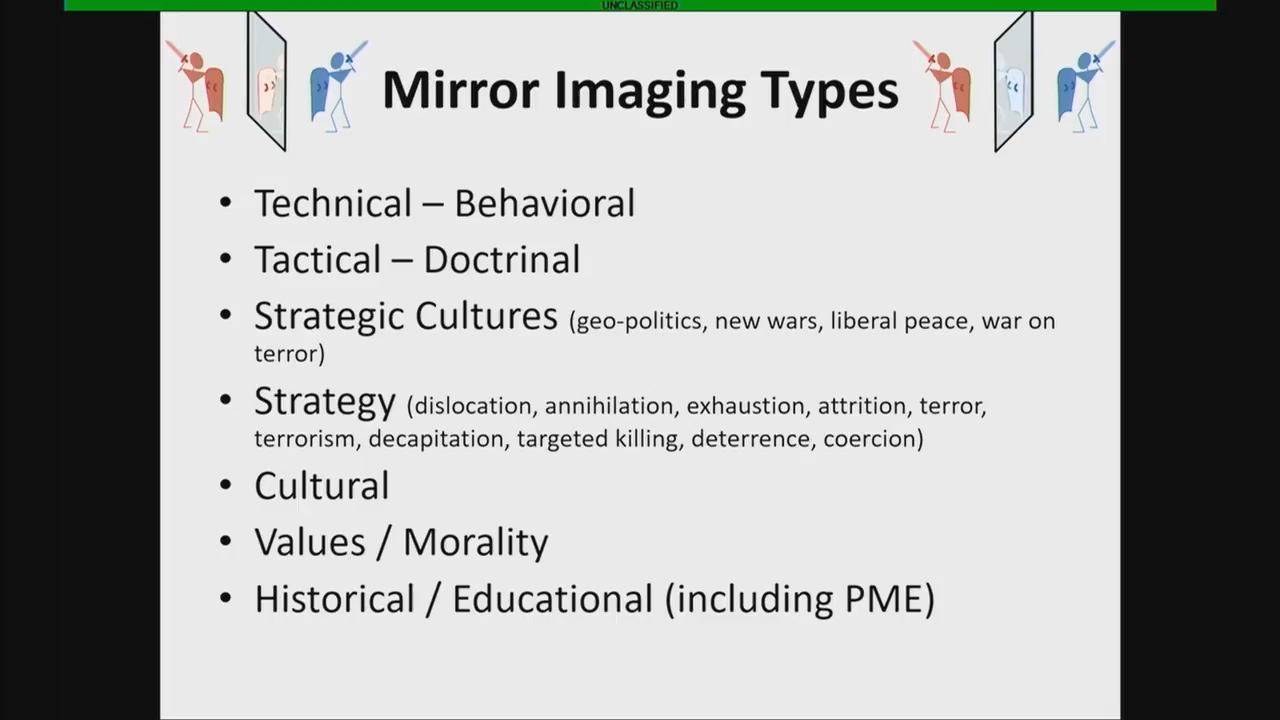 UNCLASSIFIED
Mirror Imaging Types
• Technical – Behavioral
• Tactical – Doctrinal
• Strategic Cultures (geo-politics, new wars, liberal peace, war on
terror)
• Strategy (dislocation, annihilation, exhaustion, attrition, terror,
terrorism, decapitation, targeted killing, deterrence, coercion)
• Cultural
• Values / Morality
• Historical / Educational (including PME)